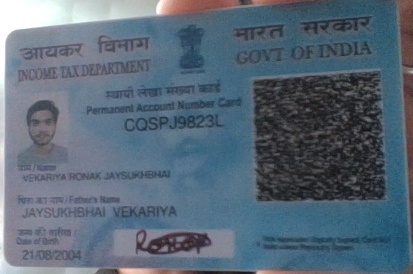 आयकर विभाग
भारत सरकार
INCOME TAX DEPARTMENT
GOVT. OF INDIA
स्थायी लेखा संख्या कार्ड
Permanent Account Number Card
CQSPJ9823L
नाम / Name
VEKARIYA RONAK JAYSUKHBHAI
पिता का नाम / Father's Name
JAYSUKHBHAI VEKARIYA
जन्म की तारीख /
Date of Birth
21/08/2004